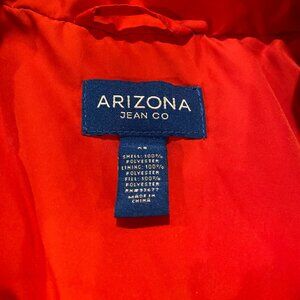 ARIZONA
JEAN CO
SHELL: 100%
POLYESTER
LINING: 100%
POLYESTER
FILL: 100%
POLYESTER
MADE IN
CHINA